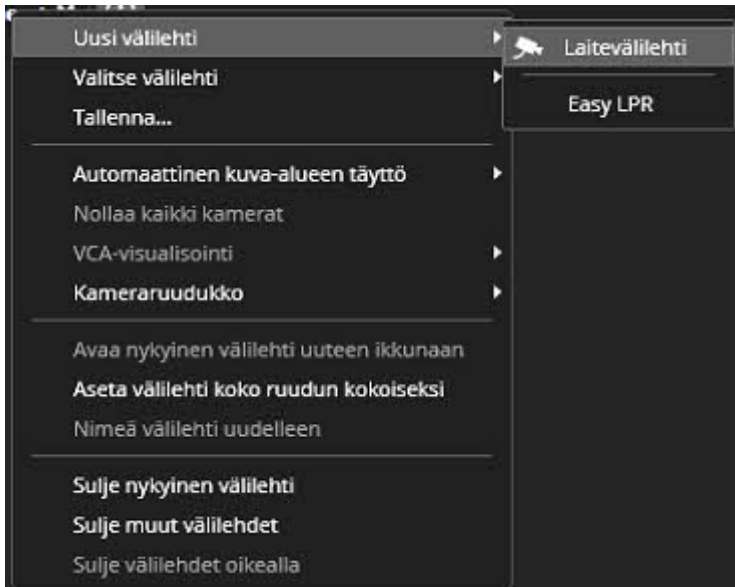 Uusi välilehti
Laitevälilehti
Valitse välilehti
Easy LPR
Tallenna...
Automaattinen kuva-alueen täyttö
Nollaa kaikki kamerat
VCA-visualisointi
Kameraruudukko
Avaa nykyinen välilehti uuteen ikkunaan
Aseta välilehti koko ruudun kokoiseksi
Nimeä välilehti uudelleen
Sulje nykyinen välilehti
Sulje muut välilehdet
Sulje välilehdet oikealla